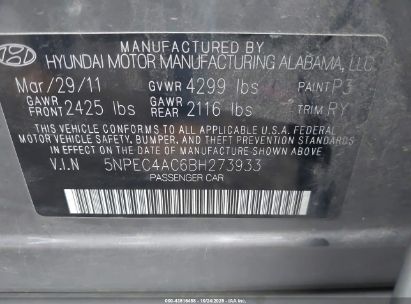 MANUFACTURED BY
HYUNDAI MOTOR MANUFACTURING ALABAMA, LLC
Mar/29/11 GVWR 4299 lbs PAINT P3
GAWR FRONT 2425 lbs GAWR REAR 2116 lbs TRIM RY
THIS VEHICLE CONFORMS TO ALL APPLICABLE U.S.A. FEDERAL
MOTOR VEHICLE SAFETY, BUMPER, AND THEFT PREVENTION STANDARDS
IN EFFECT ON THE DATE OF MANUFACTURE SHOWN ABOVE.
V.I.N 5NPEC4AC6BH273933
PASSENGER CAR